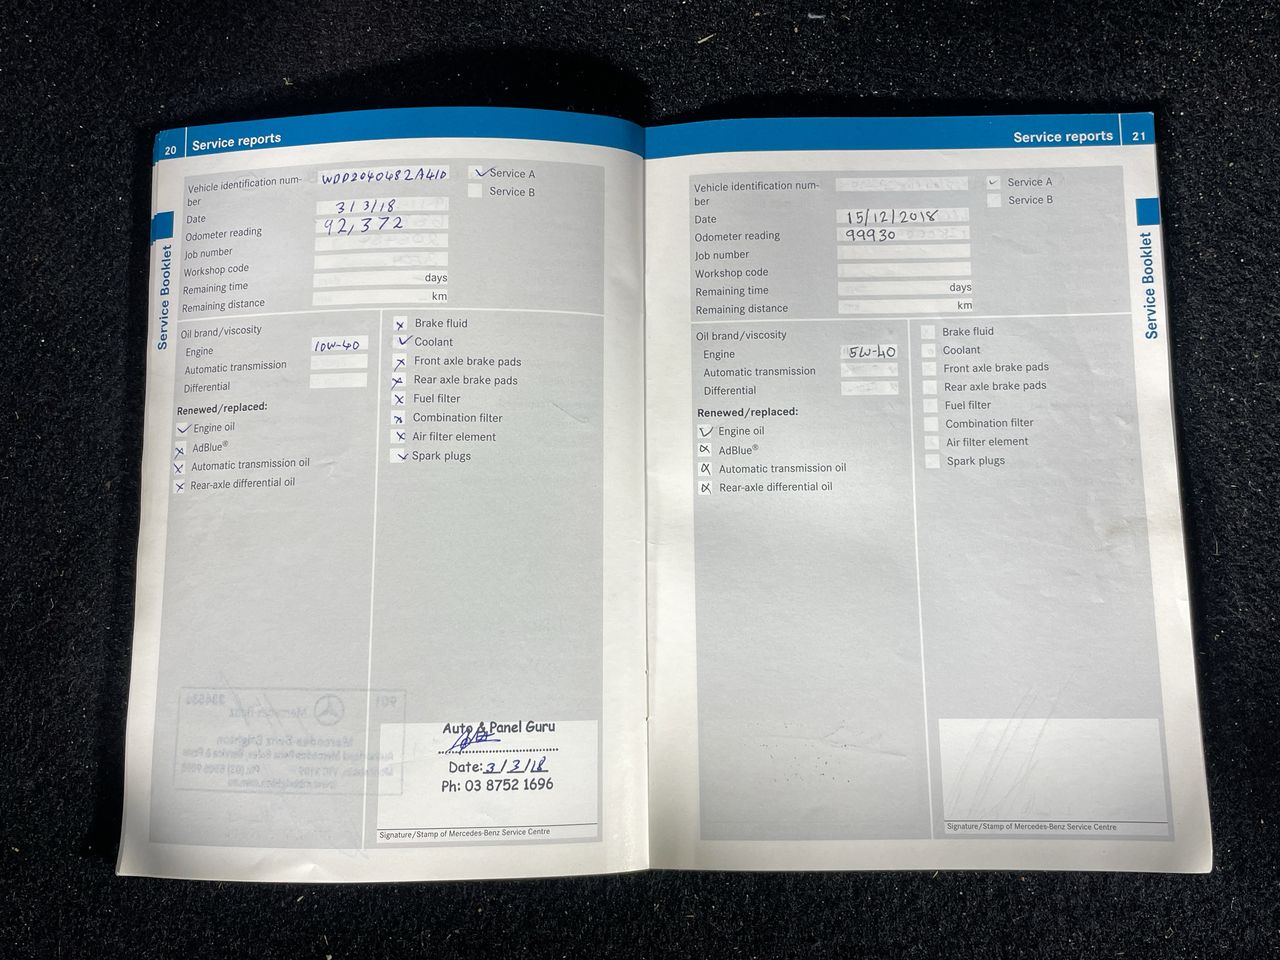 20 Service reports
Vehicle identification num-
ber WDD2040482A410
Service A
Service B
Date 3/3/18
Odometer reading 92,372
Job number
Workshop code
Remaining time days
Remaining distance km
Oil brand/viscosity
Engine 10W-40
Automatic transmission
Differential
Renewed/replaced:
Engine oil
AdBlue®
Automatic transmission oil
Rear-axle differential oil
Brake fluid
Coolant
Front axle brake pads
Rear axle brake pads
Fuel filter
Combination filter
Air filter element
Spark plugs
Auto & Panel Guru
Date: 3/3/18
Ph: 03 8752 1696
Signature/Stamp of Mercedes-Benz Service Centre
Service Booklet
Service reports 21
Vehicle identification num-
ber
Service A
Service B
Date 15/12/2018
Odometer reading 99930
Job number
Workshop code
Remaining time days
Remaining distance km
Oil brand/viscosity
Engine 5W-40
Automatic transmission
Differential
Renewed/replaced:
Engine oil
AdBlue®
Automatic transmission oil
Rear-axle differential oil
Brake fluid
Coolant
Front axle brake pads
Rear axle brake pads
Fuel filter
Combination filter
Air filter element
Spark plugs
Signature/Stamp of Mercedes-Benz Service Centre
Service Booklet